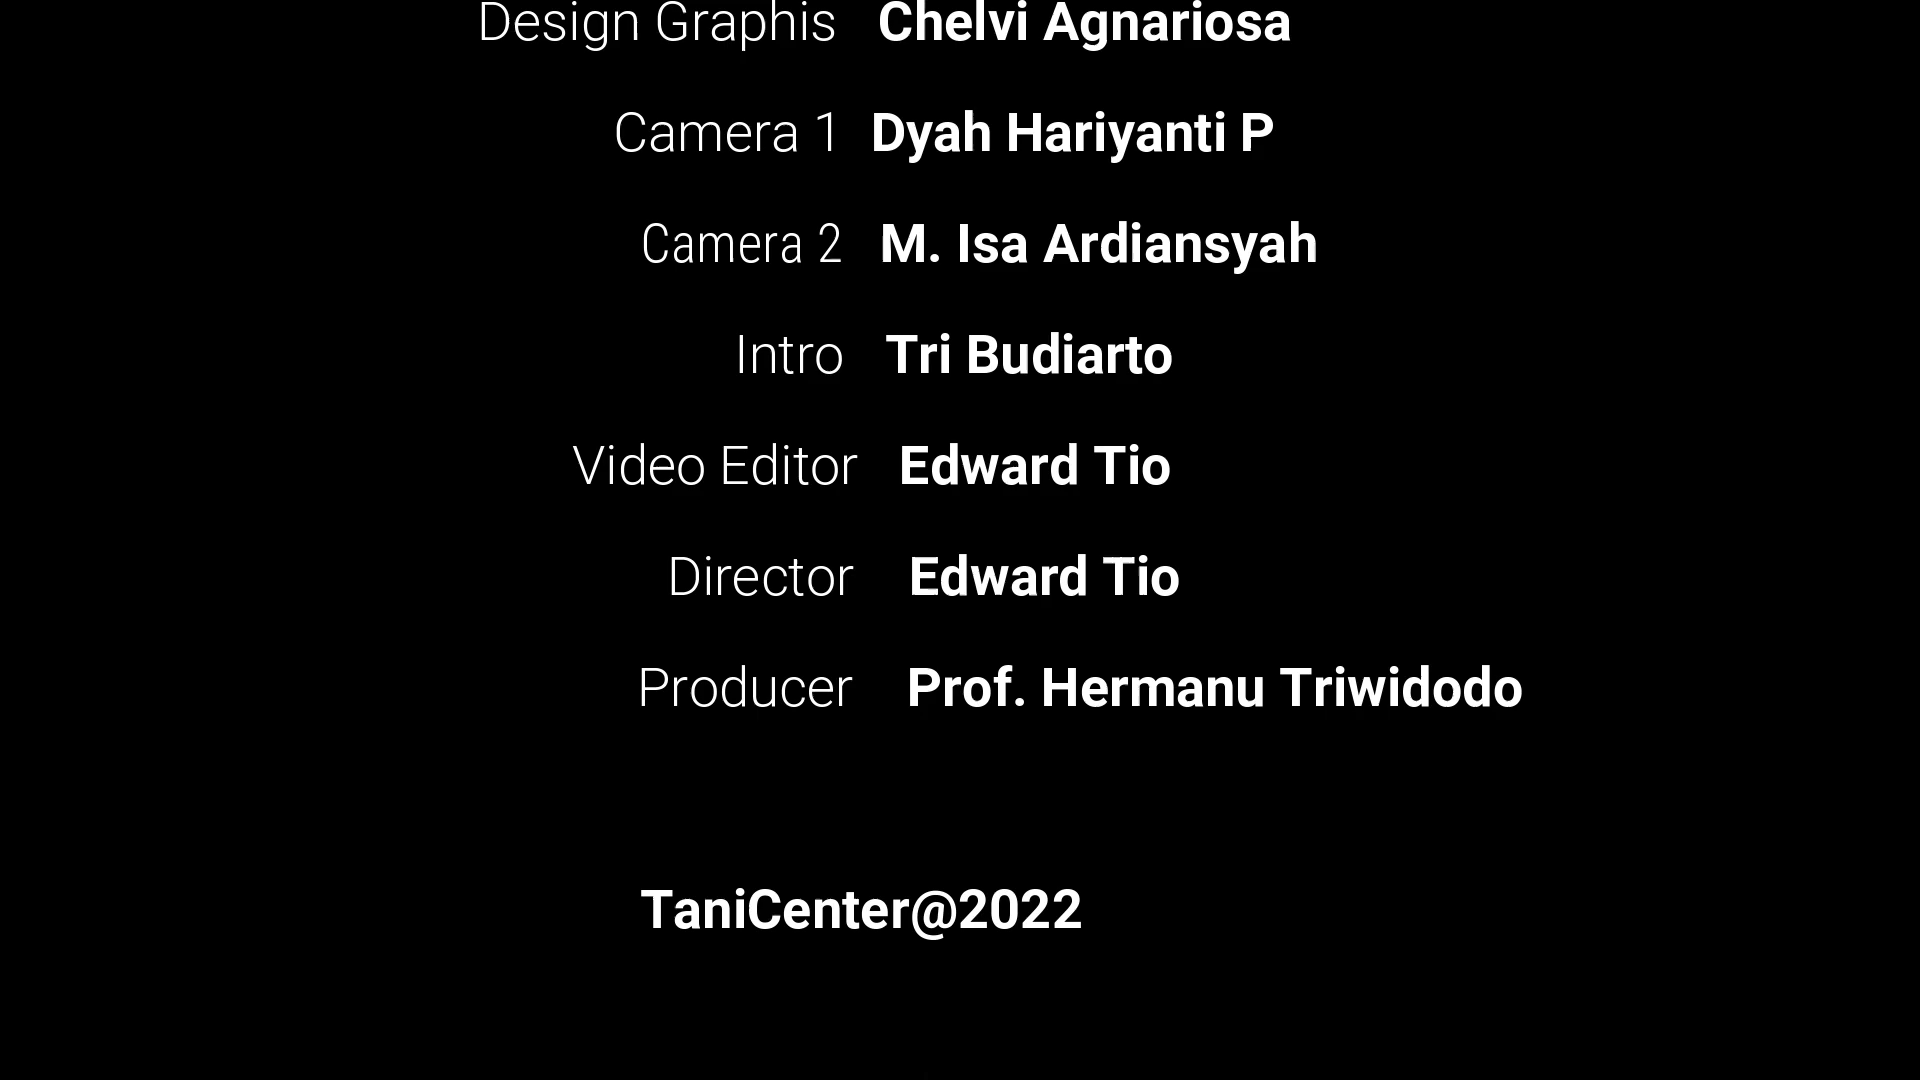 Design Graphis Chelvi Agnariosa
Camera 1 Dyah Hariyanti P
Camera 2 M. Isa Ardiansyah
Intro Tri Budiarto
Video Editor Edward Tio
Director Edward Tio
Producer Prof. Hermanu Triwidodo
TaniCenter@2022